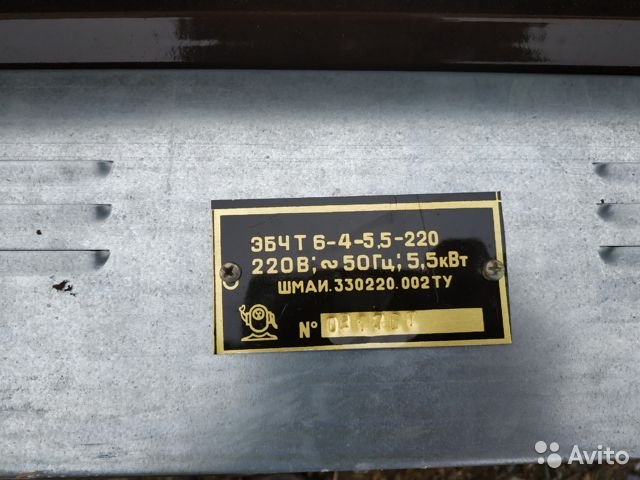 ЭБЧТ 6-4-5,5-220
220В; ~ 50Гц; 5,5кВт
ШМАИ.330220.002ТУ
№
Avito